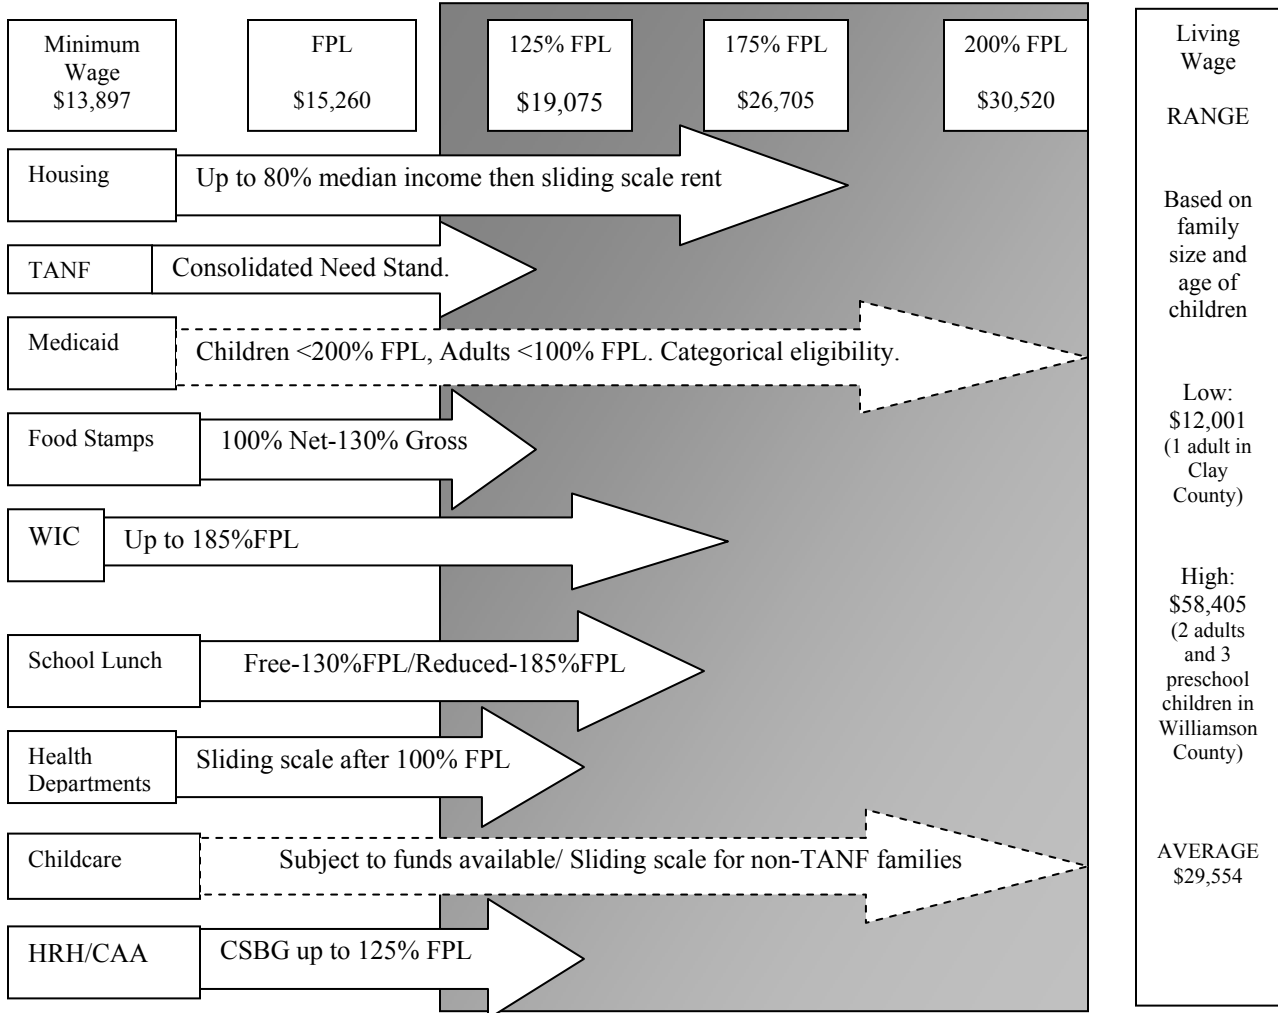 Minimum
Wage
$13,897
FPL
$15,260
125% FPL
$19,075
175% FPL
$26,705
200% FPL
$30,520
Housing
Up to 80% median income then sliding scale rent
TANF
Consolidated Need Stand.
Medicaid
Children <200% FPL, Adults <100% FPL. Categorical eligibility.
Food Stamps
100% Net-130% Gross
WIC
Up to 185%FPL
School Lunch
Free-130%FPL/Reduced-185%FPL
Health
Departments
Sliding scale after 100% FPL
Childcare
Subject to funds available/ Sliding scale for non-TANF families
HRH/CAA
CSBG up to 125% FPL
Living
Wage
RANGE
Based on
family
size and
age of
children
Low:
$12,001
(1 adult in
Clay
County)
High:
$58,405
(2 adults
and 3
preschool
children in
Williamson
County)
AVERAGE
$29,554